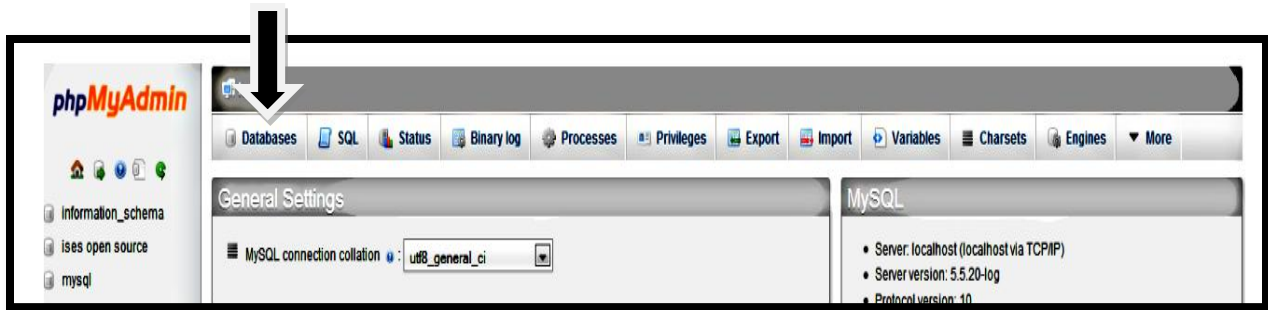 phpMyAdmin
Databases SQL Status Binary log Processes Privileges Export Import Variables Charsets Engines More
information_schema
ises open source
mysql
General Settings
MySQL connection collation : utf8_general_ci
MySQL
Server: localhost (localhost via TCP/IP)
Server version: 5.5.20-log
Protocol version: 10